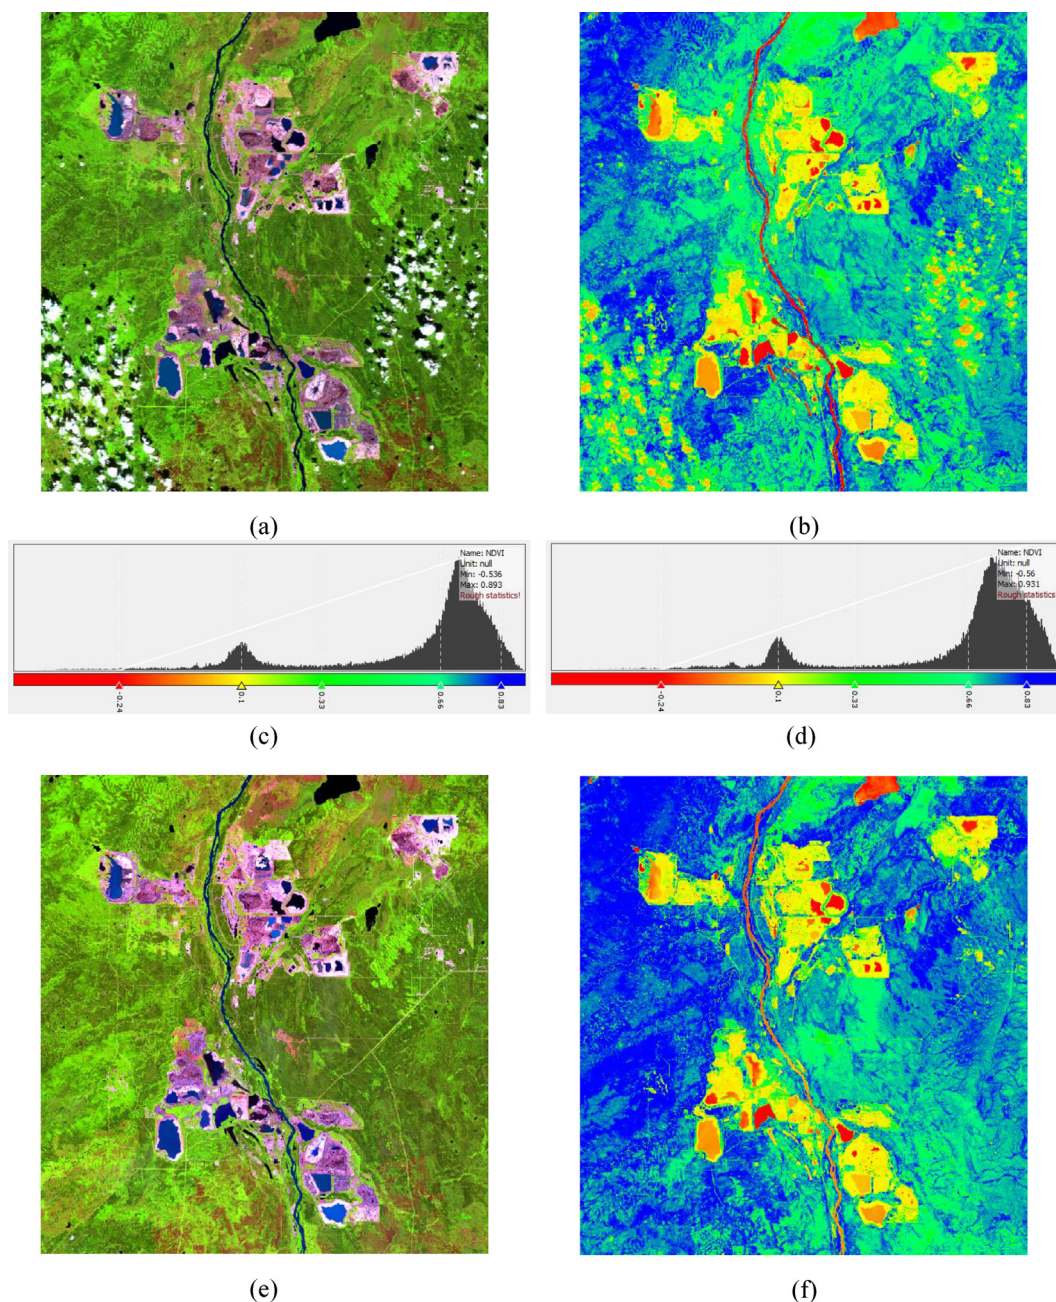 (a)
(b)
Name: NDVI
Unit: null
Min: -0.536
Max: 0.893
Rough statistics!
-0.24
0.1
0.33
0.66
0.83
Name: NDVI
Unit: null
Min: -0.56
Max: 0.931
Rough statistics!
-0.24
0.1
0.33
0.66
0.83
(c)
(d)
(e)
(f)